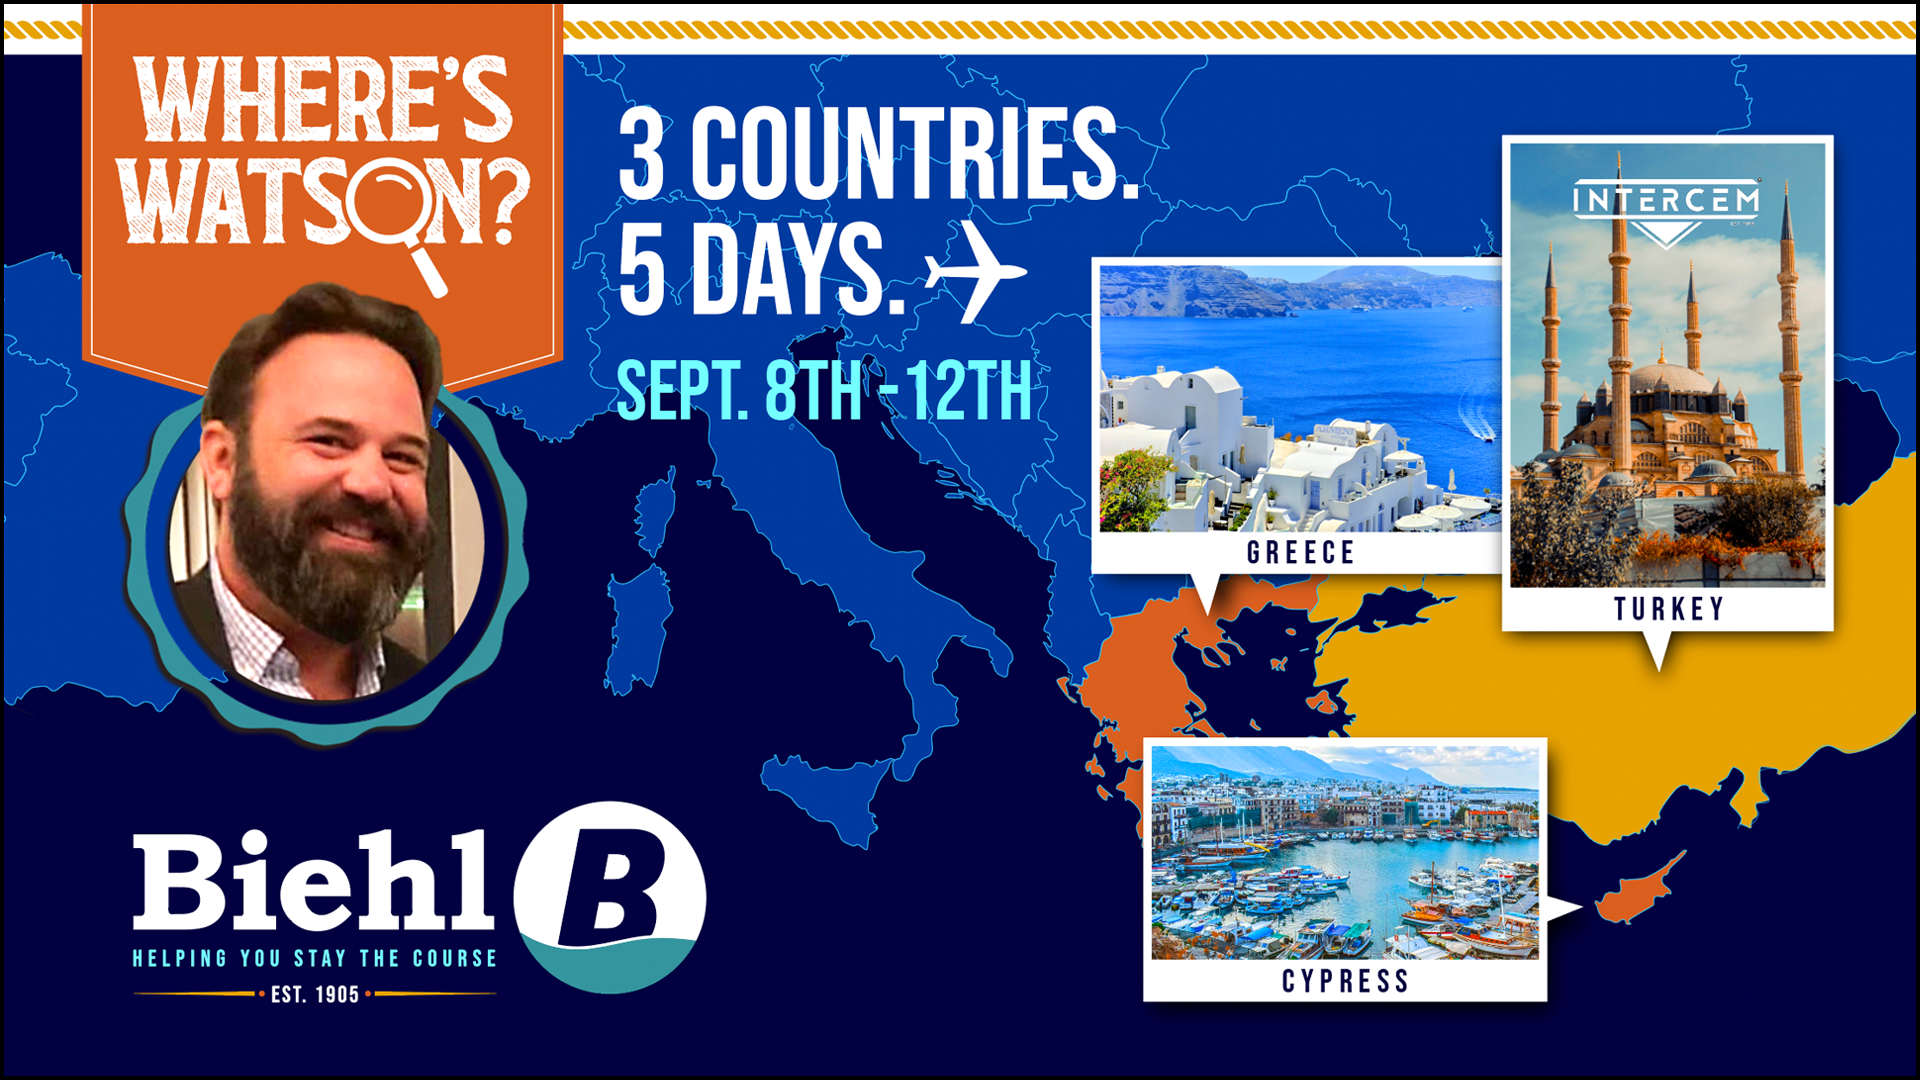 WHERE'S
WATSON?
3 COUNTRIES.
5 DAYS.
SEPT. 8TH -12TH
INTERCEM
GREECE
TURKEY
CYPRESS
Biehl
B
HELPING YOU STAY THE COURSE
EST. 1905